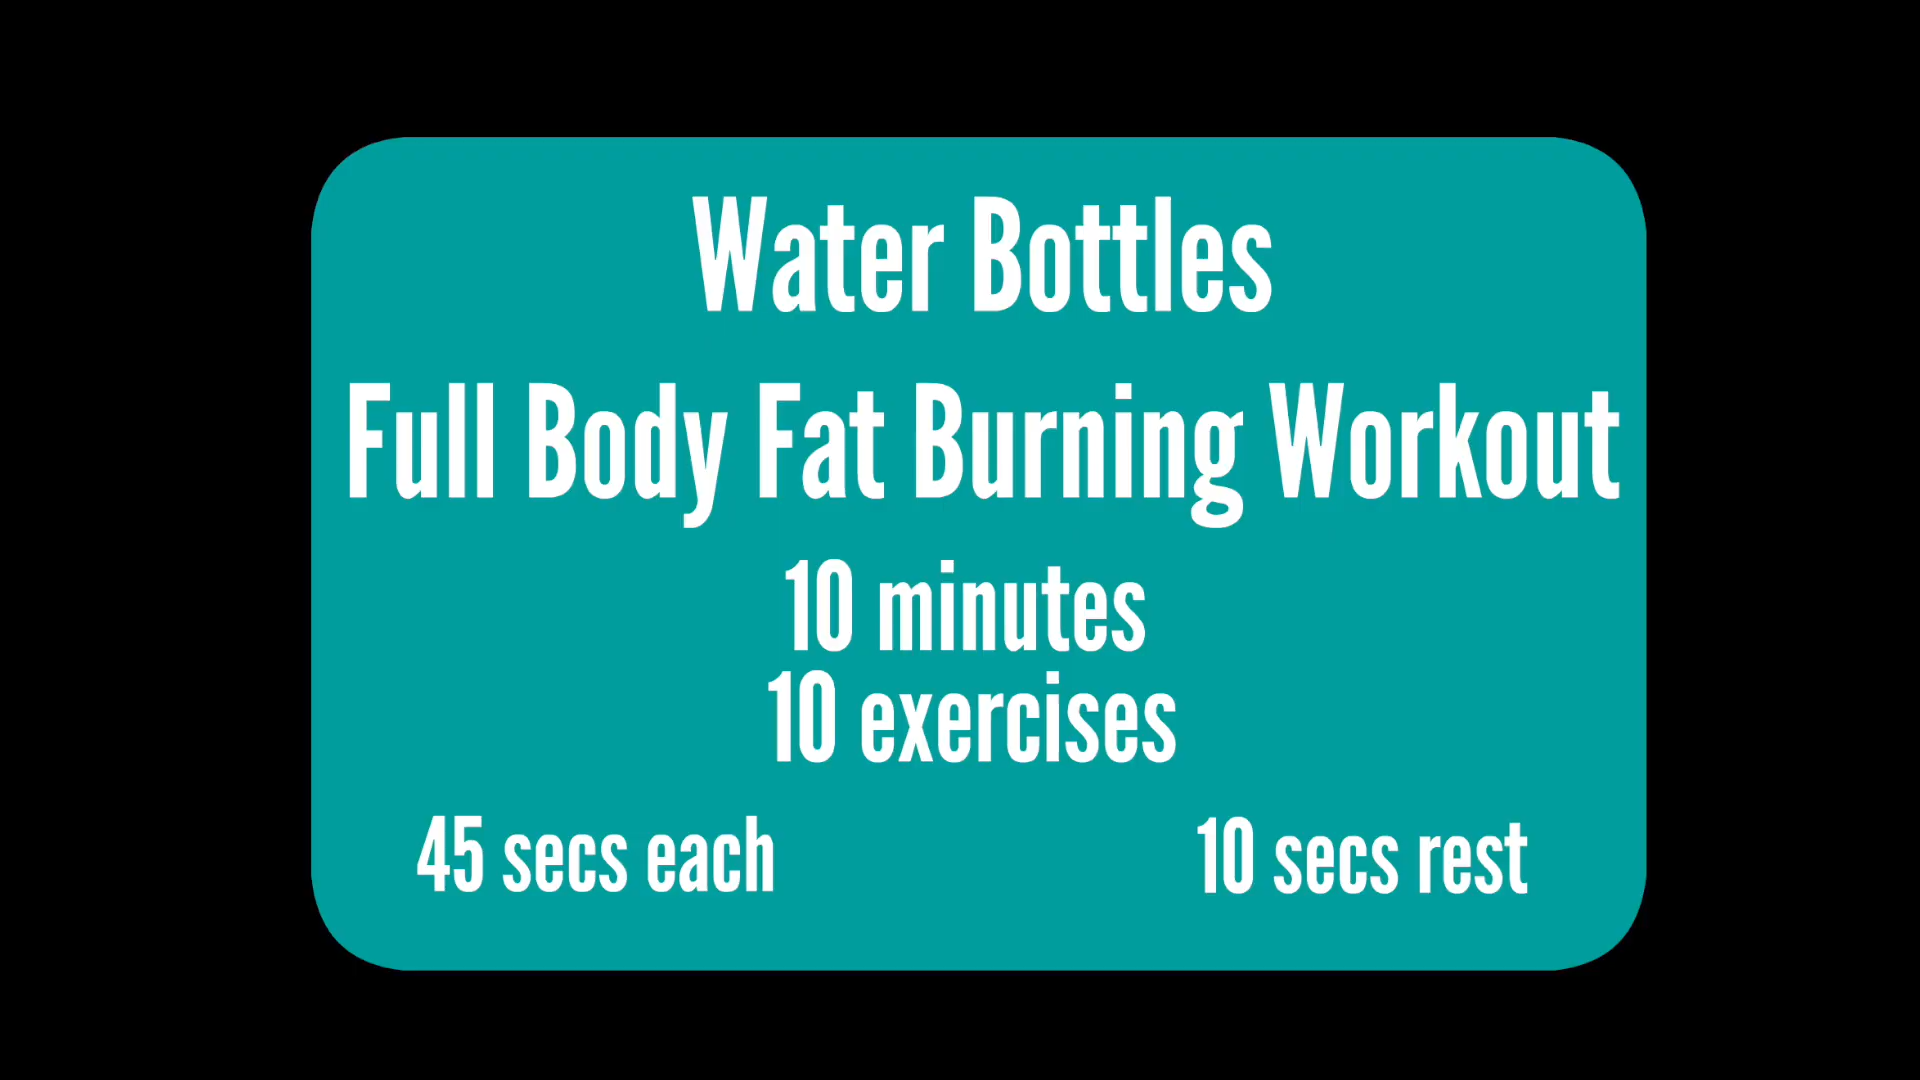 Water Bottles
Full Body Fat Burning Workout
10 minutes
10 exercises
45 secs each
10 secs rest